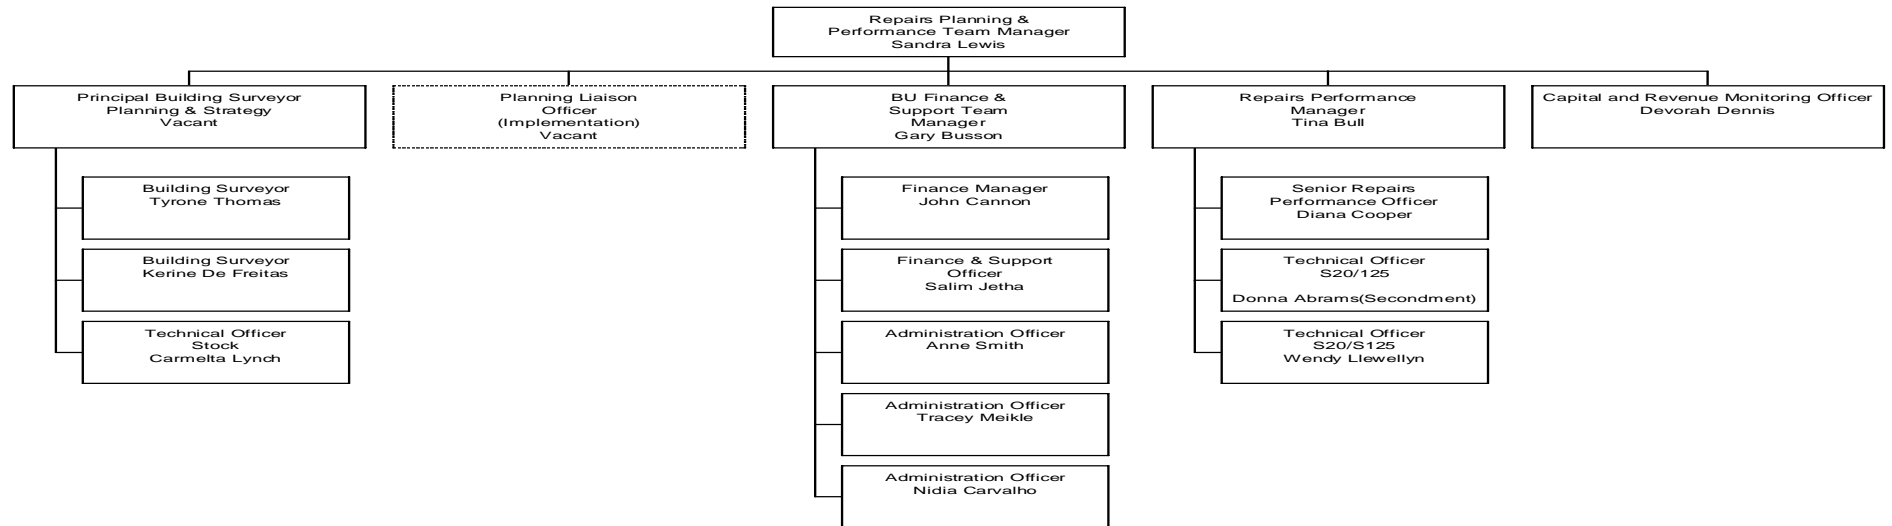 Repairs Planning &
Performance Team Manager
Sandra Lewis
Principal Building Surveyor
Planning & Strategy
Vacant
Planning Liaison
Officer
(Implementation)
Vacant
BU Finance &
Support Team
Manager
Gary Busson
Repairs Performance
Manager
Tina Bull
Capital and Revenue Monitoring Officer
Devorah Dennis
Building Surveyor
Tyrone Thomas
Building Surveyor
Kerine De Freitas
Technical Officer
Stock
Carmelta Lynch
Finance Manager
John Cannon
Finance & Support
Officer
Salim Jetha
Administration Officer
Anne Smith
Administration Officer
Tracey Meikle
Administration Officer
Nidia Carvalho
Senior Repairs
Performance Officer
Diana Cooper
Technical Officer
S20/125
Donna Abrams(Secondment)
Technical Officer
S20/S125
Wendy Llewellyn